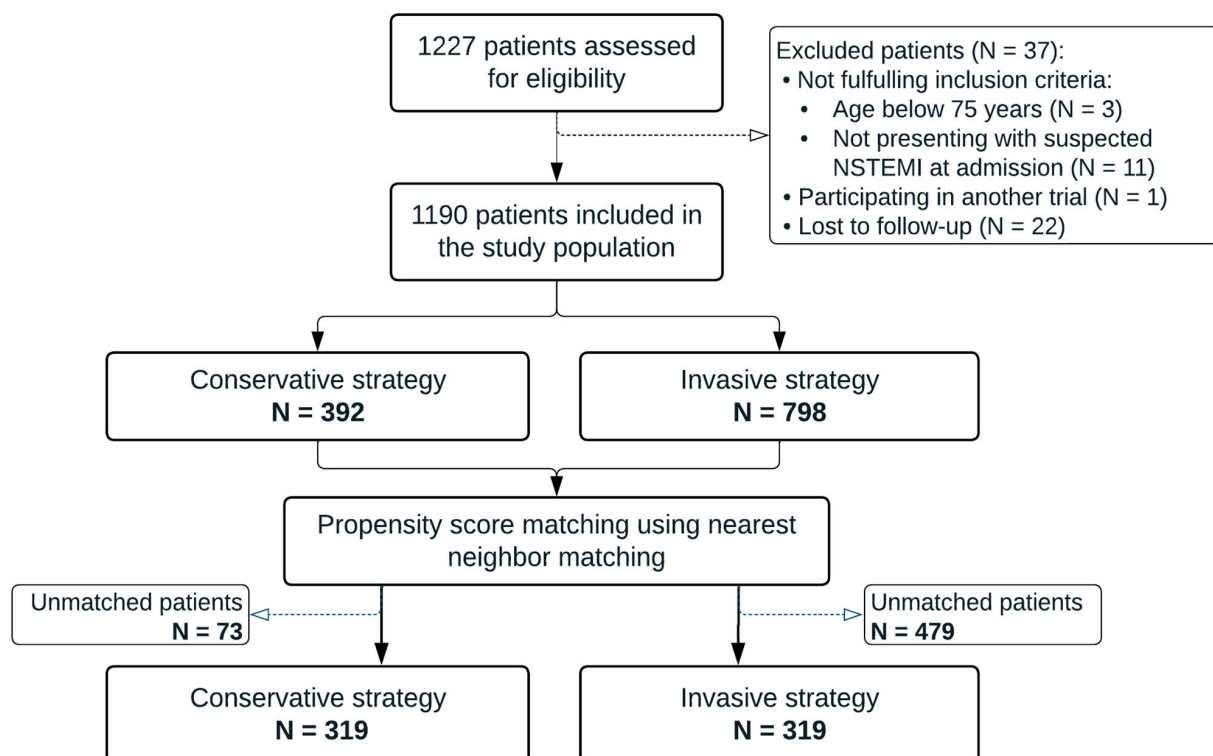 1227 patients assessed
for eligibility
Excluded patients (N = 37):
• Not fulfulling inclusion criteria:
• Age below 75 years (N = 3)
• Not presenting with suspected
NSTEMI at admission (N = 11)
• Participating in another trial (N = 1)
• Lost to follow-up (N = 22)
1190 patients included in
the study population
Conservative strategy
N = 392
Invasive strategy
N = 798
Propensity score matching using nearest
neighbor matching
Unmatched patients
N = 73
Unmatched patients
N = 479
Conservative strategy
N = 319
Invasive strategy
N = 319